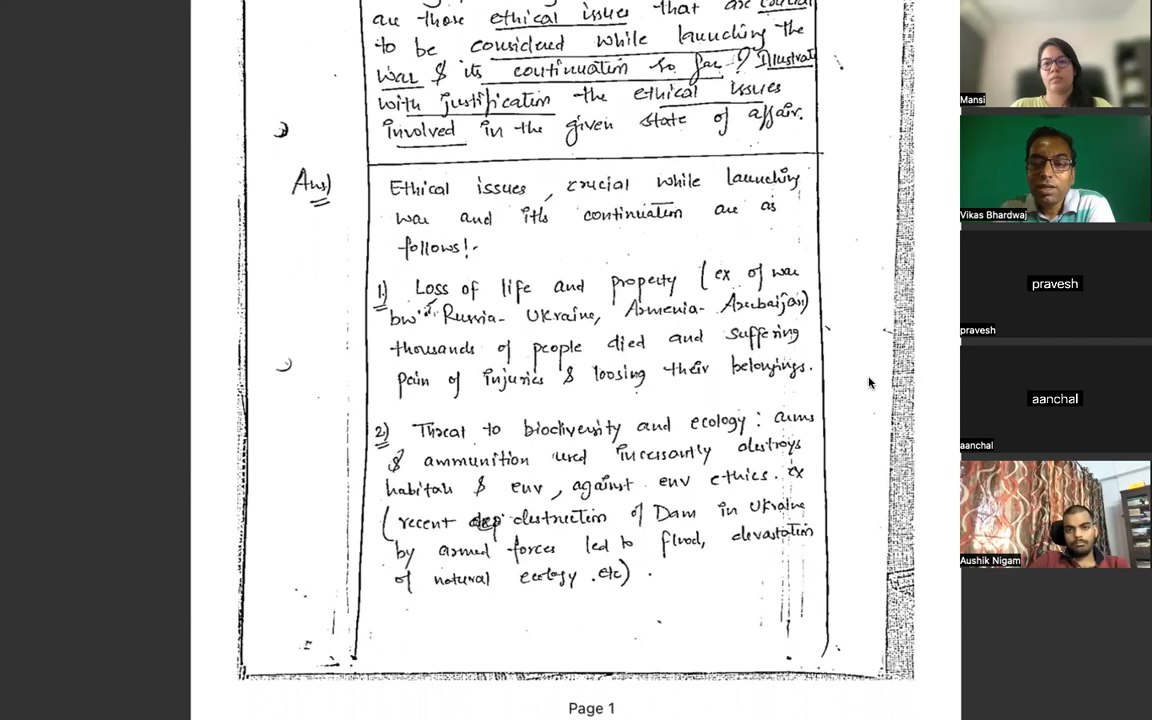 are those ethical issues that are crucial
to be considered while launching the
war & its continuation so far? Illustrate
with justification the ethical issues
involved in the given state of affair.
Ans)
Ethical issues, crucial while launching
war and it's continuation are as
follows!-
1) Loss of life and property (ex of war
bw Russia- Ukraine, Armenia- Azerbaijan)
thousands of people died and suffering
pain of injuries & loosing their belongings.
2) Threat to biodiversity and ecology: arms
& ammunition used incessantly destroys
habitats & env, against env ethics. ex
(recent destruction of Dam in Ukraine
by armed forces led to flood, devastation
of natural ecology .etc) .
Page 1
Mansi
Vikas Bhardwaj
pravesh
pravesh
aanchal
aanchal
Aushik Nigam